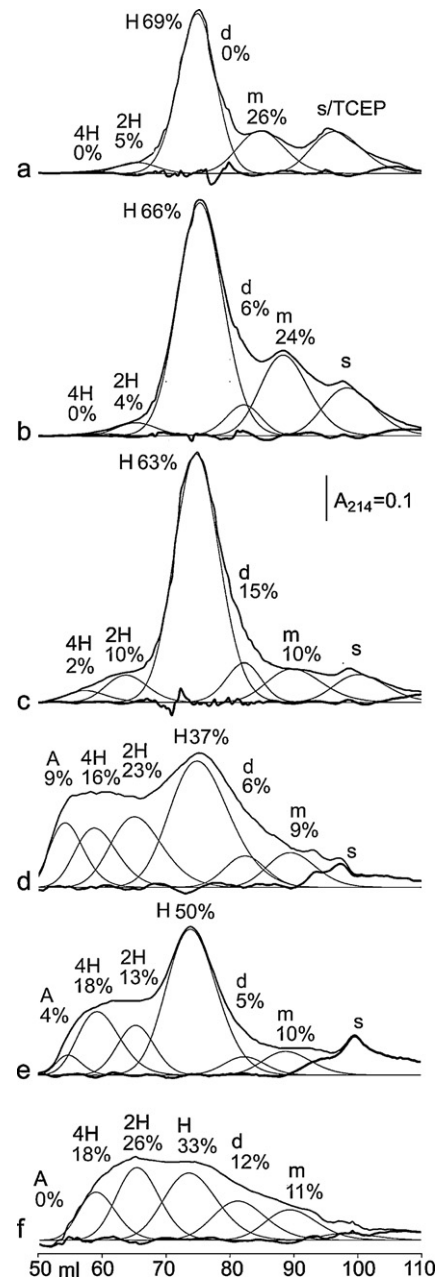 H 69%
d
0%
m
26%
s/TCEP
4H
0%
2H
5%
a
H 66%
d
6%
m
24%
s
4H
0%
2H
4%
b
H 63%
A₂₁₄=0.1
d
15%
4H
2%
2H
10%
m
10%
s
c
H 37%
A
9%
4H
16%
2H
23%
d
6%
m
9%
s
d
H 50%
A
4%
4H
18%
2H
13%
d
5%
m
10%
s
e
A
0%
4H
18%
2H
26%
H
33%
d
12%
m
11%
f
50 ml 60 70 80 90 100 110